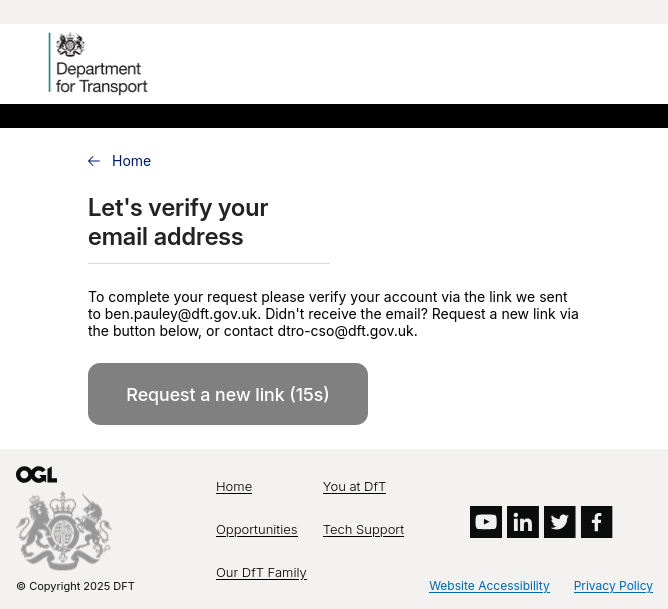 Department
for Transport
Home
Let's verify your
email address
To complete your request please verify your account via the link we sent
to ben.pauley@dft.gov.uk. Didn't receive the email? Request a new link via
the button below, or contact dtro-cso@dft.gov.uk.
Request a new link (15s)
OGL
© Copyright 2025 DFT
Home
Opportunities
Our DfT Family
You at DfT
Tech Support
Website Accessibility
Privacy Policy